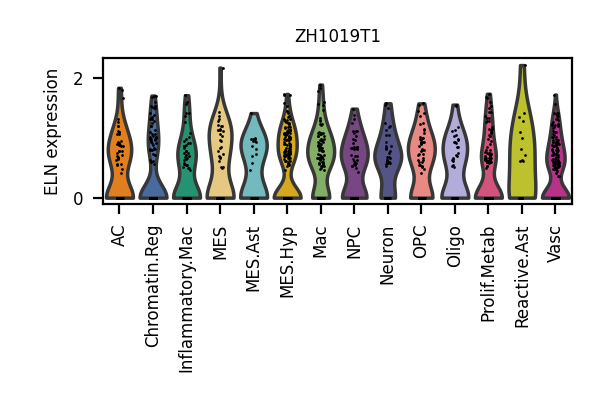 ZH1019T1
ELN expression
2
0
AC
Chromatin.Reg
Inflammatory.Mac
MES
MES.Ast
MES.Hyp
Mac
NPC
Neuron
OPC
Oligo
Prolif.Metab
Reactive.Ast
Vasc